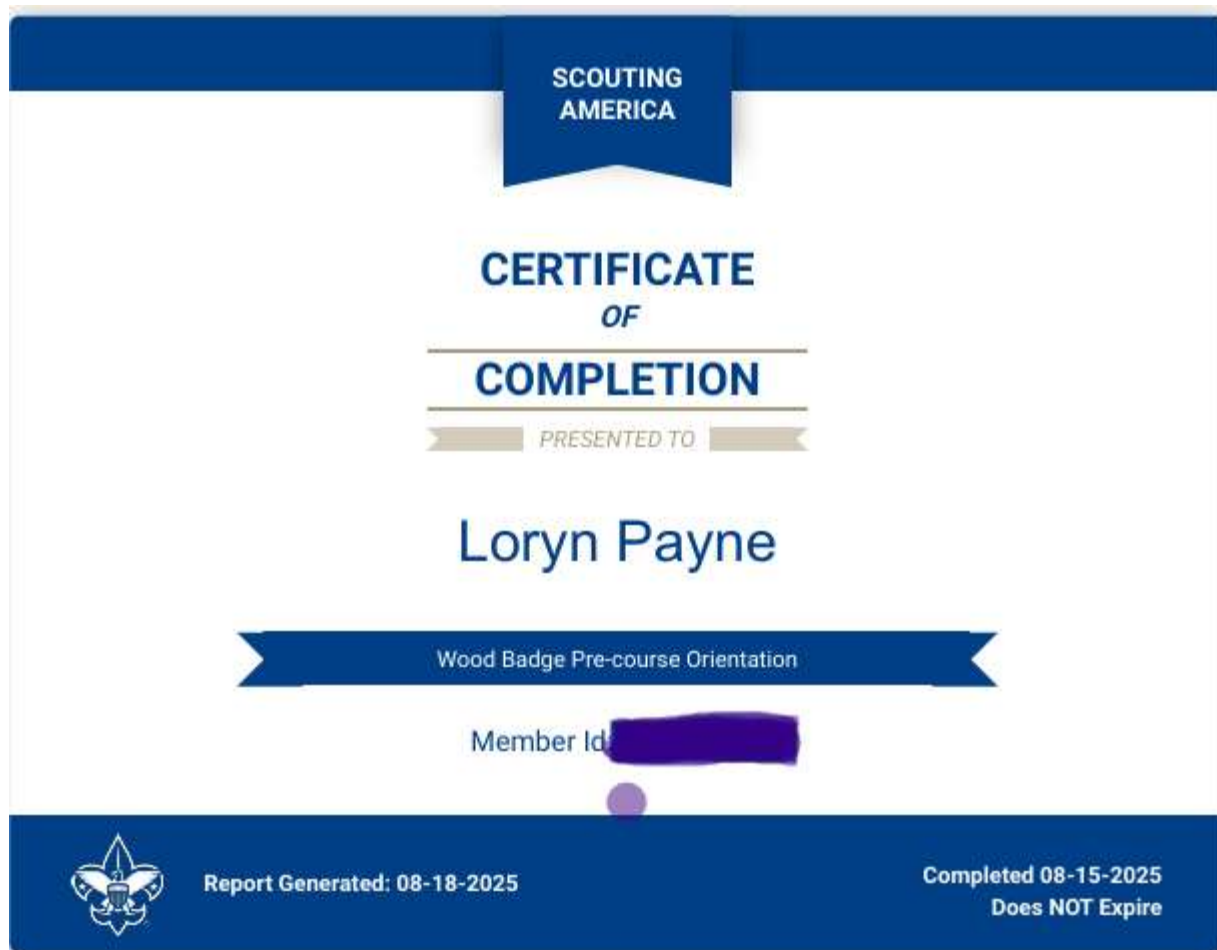 SCOUTING
AMERICA
CERTIFICATE
OF
COMPLETION
PRESENTED TO
Loryn Payne
Wood Badge Pre-course Orientation
Member Id
Report Generated: 08-18-2025
Completed 08-15-2025
Does NOT Expire